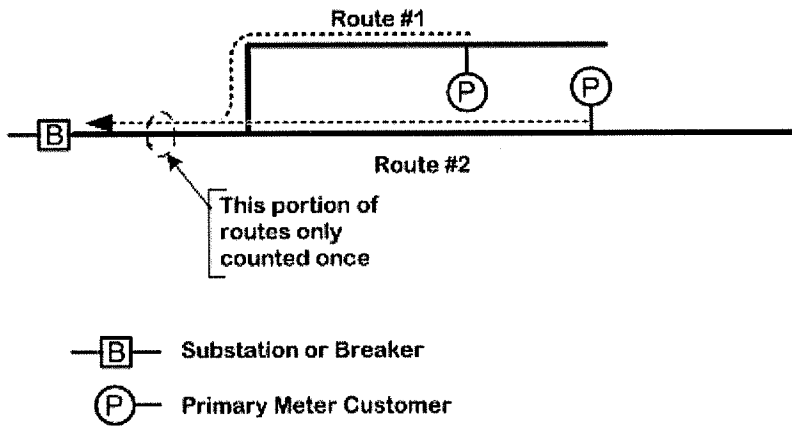 Route #1
P
P
B
Route #2
This portion of
routes only
counted once
B Substation or Breaker
P Primary Meter Customer